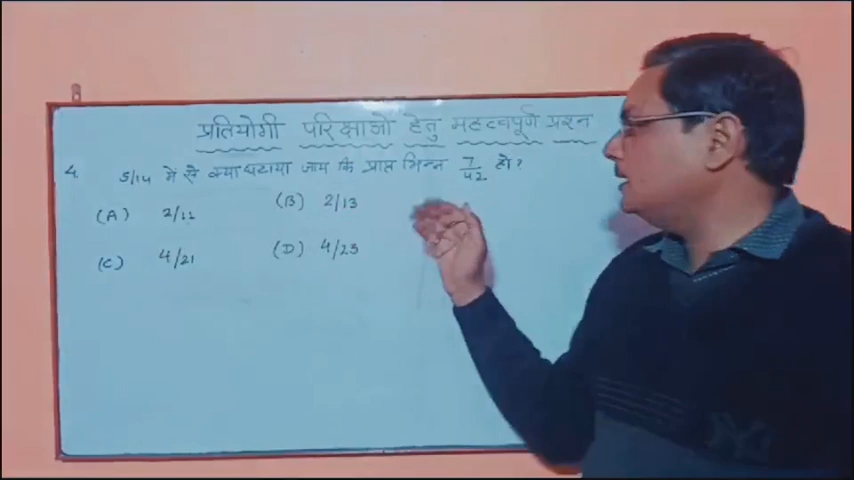 प्रतियोगी परिक्षाओं हेतु महत्वपूर्ण प्रश्न
4. 5/14 में से क्या घटाया जाय कि प्राप्त भिन्न 7/42 हो?
(A) 2/11 (B) 2/13
(C) 4/21 (D) 4/23